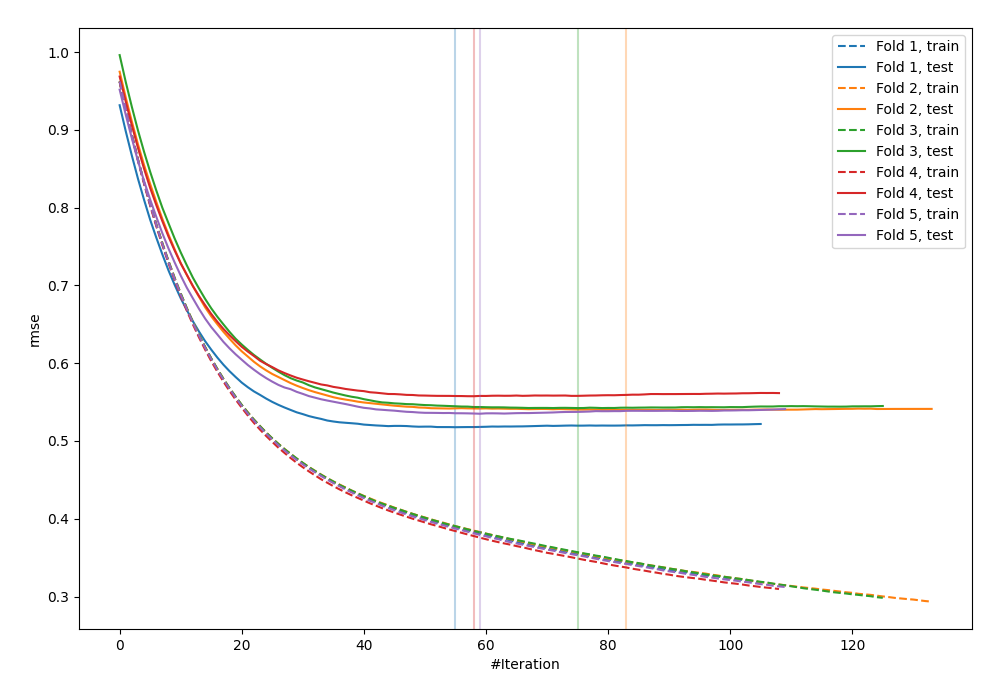 1.0
0.9
0.8
0.7
0.6
0.5
0.4
0.3
rmse
0
20
40
60
80
100
120
#Iteration
Fold 1, train
Fold 1, test
Fold 2, train
Fold 2, test
Fold 3, train
Fold 3, test
Fold 4, train
Fold 4, test
Fold 5, train
Fold 5, test